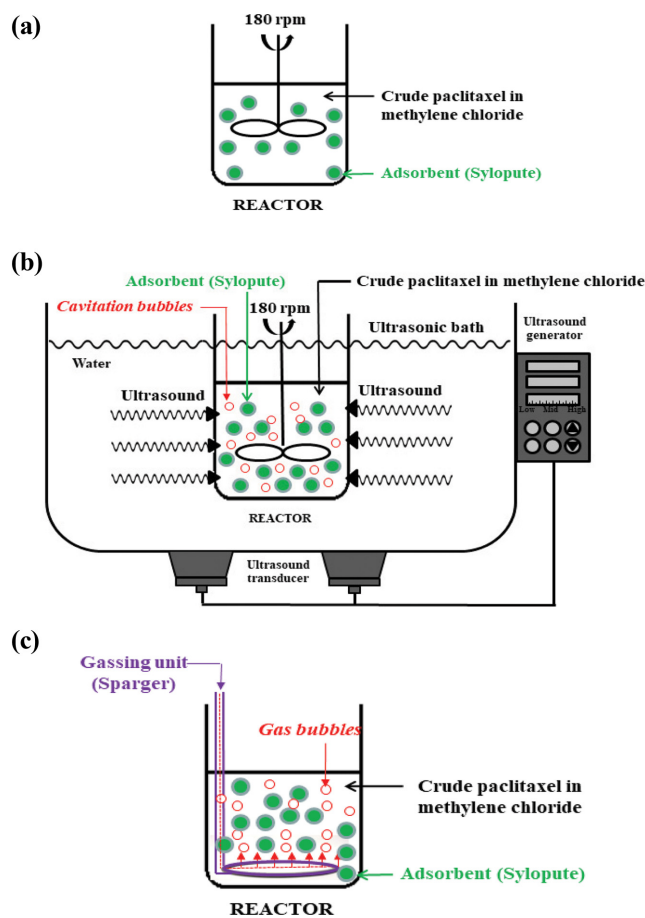 (a)
180 rpm
Crude paclitaxel in
methylene chloride
Adsorbent (Sylopute)
REACTOR
(b)
Adsorbent (Sylopute)
Crude paclitaxel in methylene chloride
Cavitation bubbles
180 rpm
Ultrasonic bath
Ultrasound
generator
Water
Ultrasound
Ultrasound
Low Mid High
REACTOR
Ultrasound
transducer
(c)
Gassing unit
(Sparger)
Gas bubbles
Crude paclitaxel in
methylene chloride
Adsorbent (Sylopute)
REACTOR